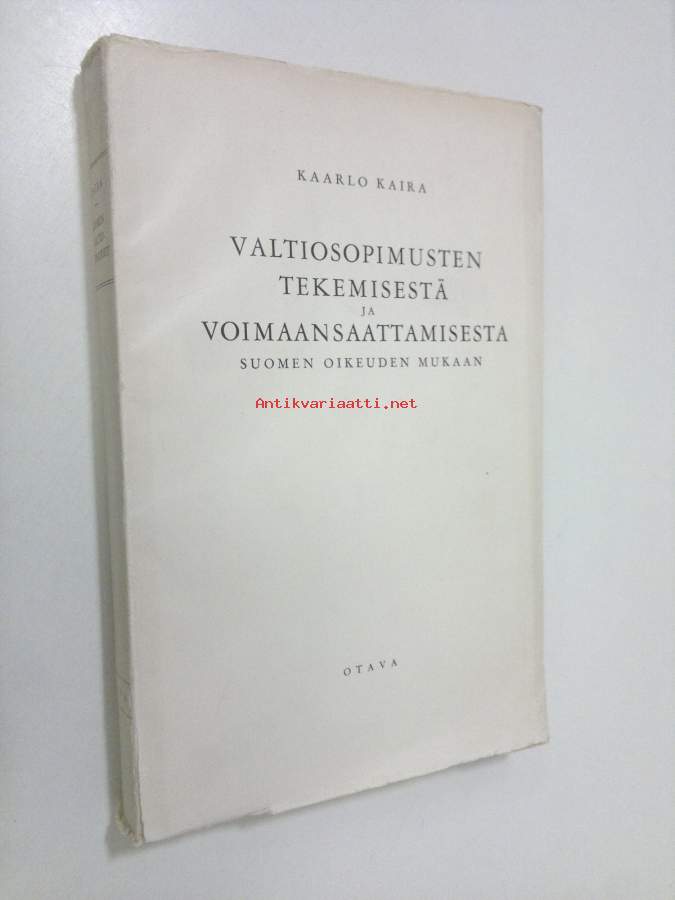 KAARLO KAIRA
VALTIOSOPIMUSTEN
TEKEMISESTÄ
JA
VOIMAANSAATTAMISESTA
SUOMEN OIKEUDEN MUKAAN
Antikvariaatti.net
OTAVA